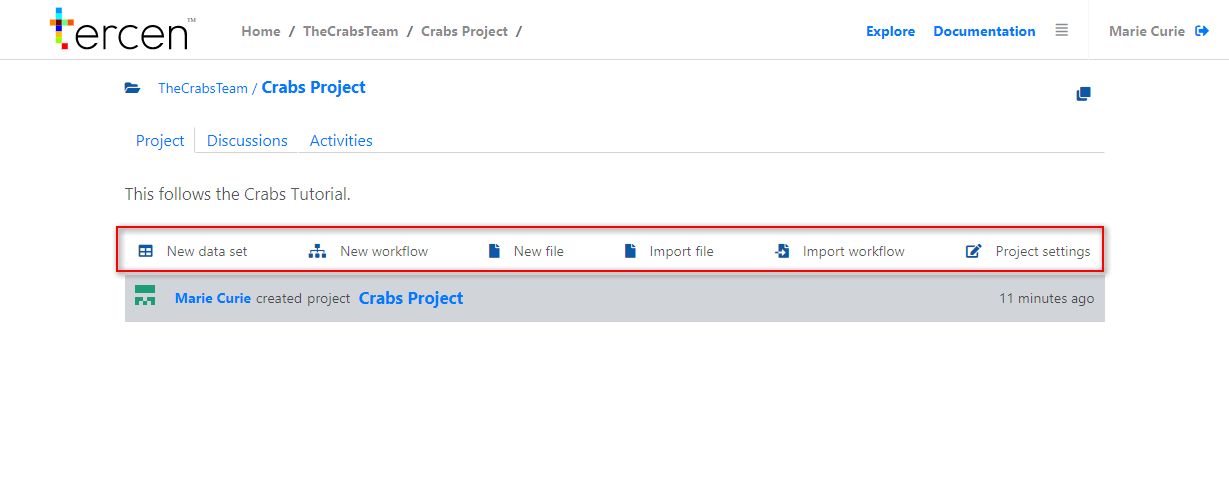 tercen™ Home / TheCrabsTeam / Crabs Project / Explore Documentation Marie Curie
TheCrabsTeam / Crabs Project
Project Discussions Activities
This follows the Crabs Tutorial.
New data set New workflow New file Import file Import workflow Project settings
Marie Curie created project Crabs Project 11 minutes ago